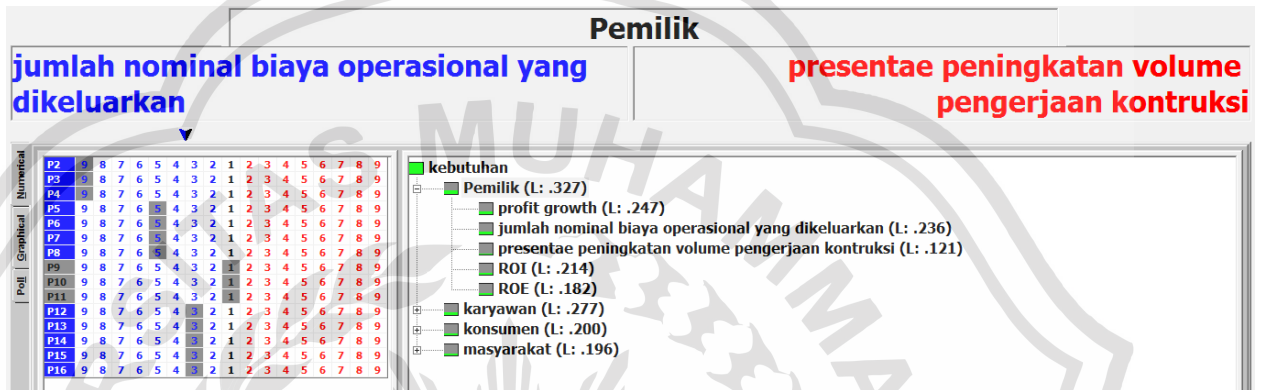 Pemilik
jumlah nominal biaya operasional yang
dikeluarkan
presentae peningkatan volume
pengerjaan kontruksi
Numerical
Graphical
Poll
P2 9 8 7 6 5 4 3 2 1 2 3 4 5 6 7 8 9
P3 9 8 7 6 5 4 3 2 1 2 3 4 5 6 7 8 9
P4 9 8 7 6 5 4 3 2 1 2 3 4 5 6 7 8 9
P5 9 8 7 6 5 4 3 2 1 2 3 4 5 6 7 8 9
P6 9 8 7 6 5 4 3 2 1 2 3 4 5 6 7 8 9
P7 9 8 7 6 5 4 3 2 1 2 3 4 5 6 7 8 9
P8 9 8 7 6 5 4 3 2 1 2 3 4 5 6 7 8 9
P9 9 8 7 6 5 4 3 2 1 2 3 4 5 6 7 8 9
P10 9 8 7 6 5 4 3 2 1 2 3 4 5 6 7 8 9
P11 9 8 7 6 5 4 3 2 1 2 3 4 5 6 7 8 9
P12 9 8 7 6 5 4 3 2 1 2 3 4 5 6 7 8 9
P13 9 8 7 6 5 4 3 2 1 2 3 4 5 6 7 8 9
P14 9 8 7 6 5 4 3 2 1 2 3 4 5 6 7 8 9
P15 9 8 7 6 5 4 3 2 1 2 3 4 5 6 7 8 9
P16 9 8 7 6 5 4 3 2 1 2 3 4 5 6 7 8 9
kebutuhan
Pemilik (L: .327)
profit growth (L: .247)
jumlah nominal biaya operasional yang dikeluarkan (L: .236)
presentae peningkatan volume pengerjaan kontruksi (L: .121)
ROI (L: .214)
ROE (L: .182)
karyawan (L: .277)
konsumen (L: .200)
masyarakat (L: .196)